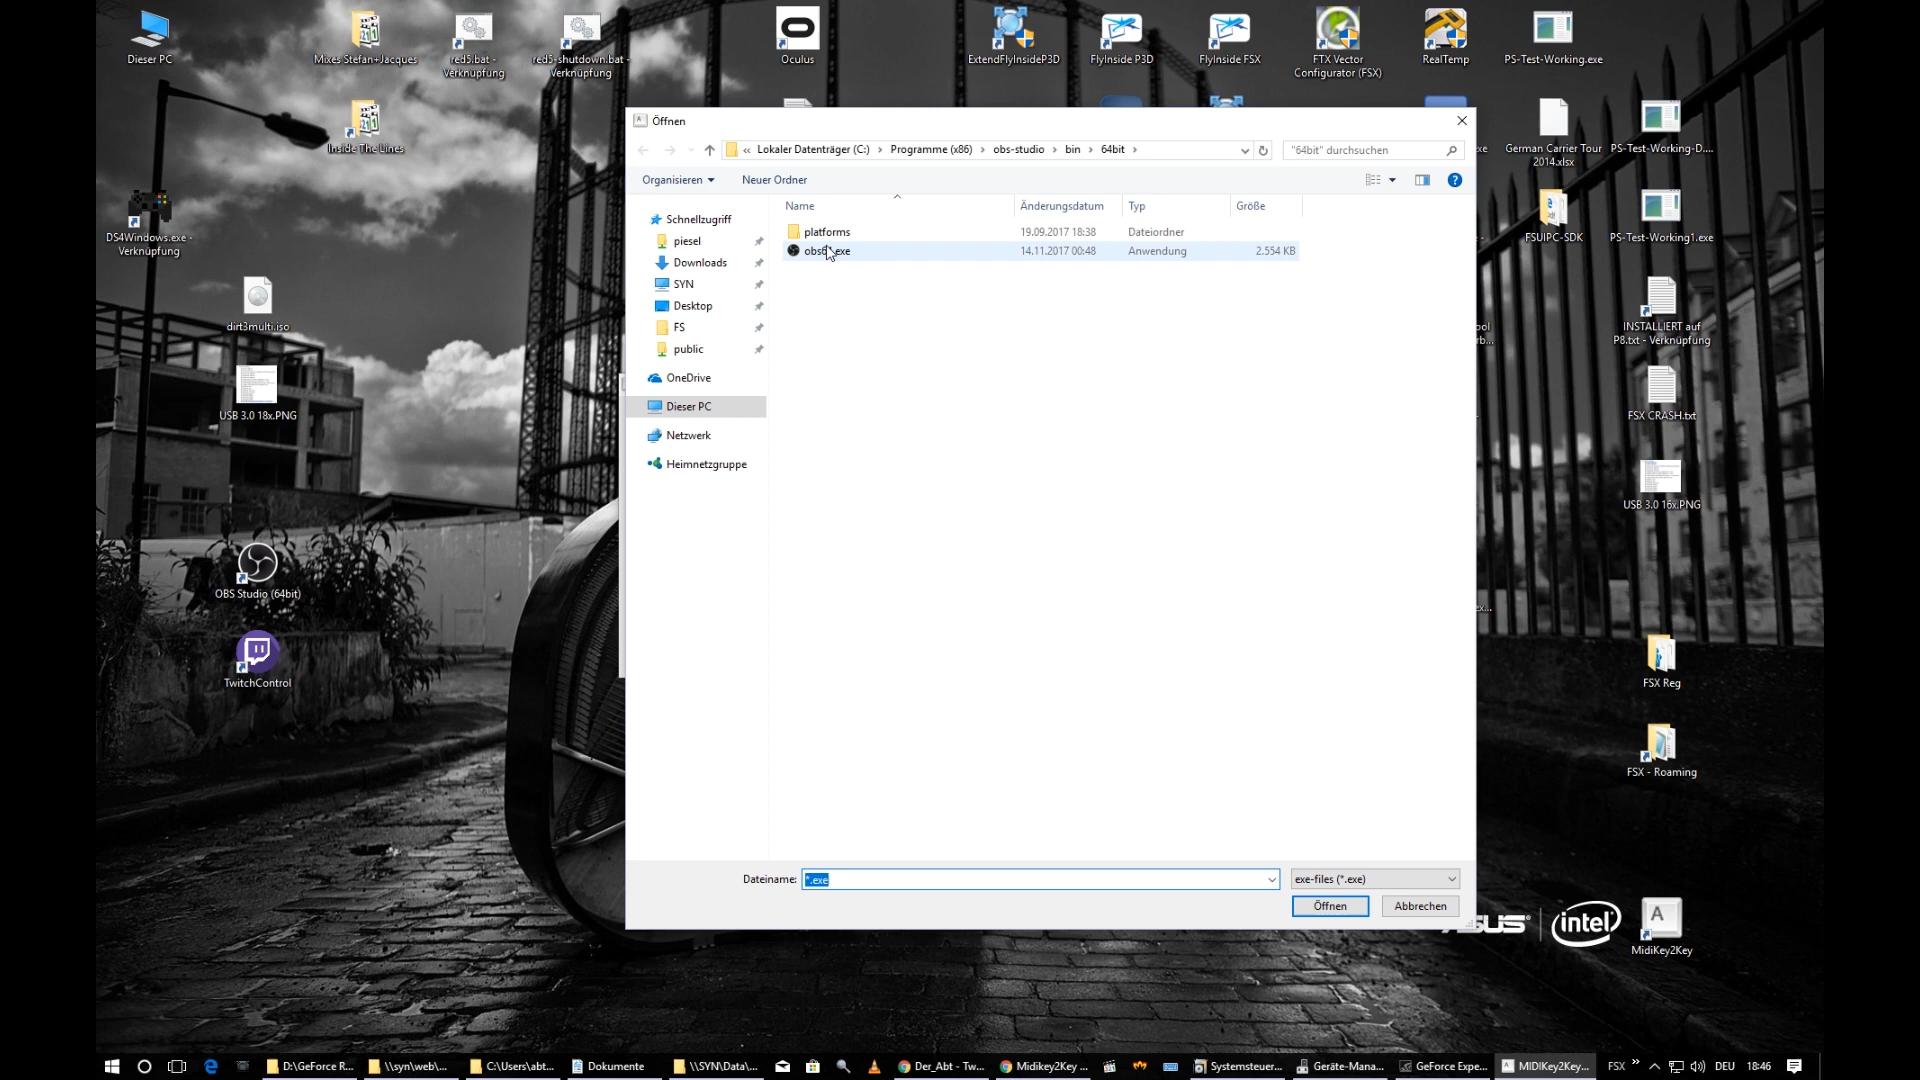 Dieser PC
Mixes Stefan+Jacques
red5.bat -
Verknüpfung
red5-shutdown.bat -
Verknüpfung
Oculus
ExtendFlyInsideP3D
FlyInside P3D
FlyInside FSX
FTX Vector
Configurator (FSX)
RealTemp
PS-Test-Working.exe
Inside The Lines
German Carrier Tour
2014.xlsx
PS-Test-Working-D....
DS4Windows.exe -
Verknüpfung
FSUIPC-SDK
PS-Test-Working1.exe
dirt3multi.iso
INSTALLIERT auf
P8.txt - Verknüpfung
USB 3.0 18x.PNG
FSX CRASH.txt
USB 3.0 16x.PNG
OBS Studio (64bit)
TwitchControl
FSX Reg
FSX - Roaming
ASUS
intel
A
MidiKey2Key
Öffnen
« Lokaler Datenträger (C:) › Programme (x86) › obs-studio › bin › 64bit ›
"64bit" durchsuchen
Organisieren
Neuer Ordner
Name
Änderungsdatum
Typ
Größe
platforms
19.09.2017 18:38
Dateiordner
14.11.2017 00:48
Anwendung
2.554 KB
Schnellzugriff
piesel
Downloads
SYN
Desktop
FS
public
OneDrive
Dieser PC
Netzwerk
Heimnetzgruppe
Dateiname:
*.exe
exe-files (*.exe)
Öffnen
Abbrechen
D:\GeForce R...
\\syn\web\...
C:\Users\abt...
Dokumente
\\SYN\Data\...
Der_Abt - Tw...
Midikey2Key ...
Systemsteuer...
Geräte-Mana...
GeForce Expe...
MIDIKey2Key...
FSX
DEU
18:46